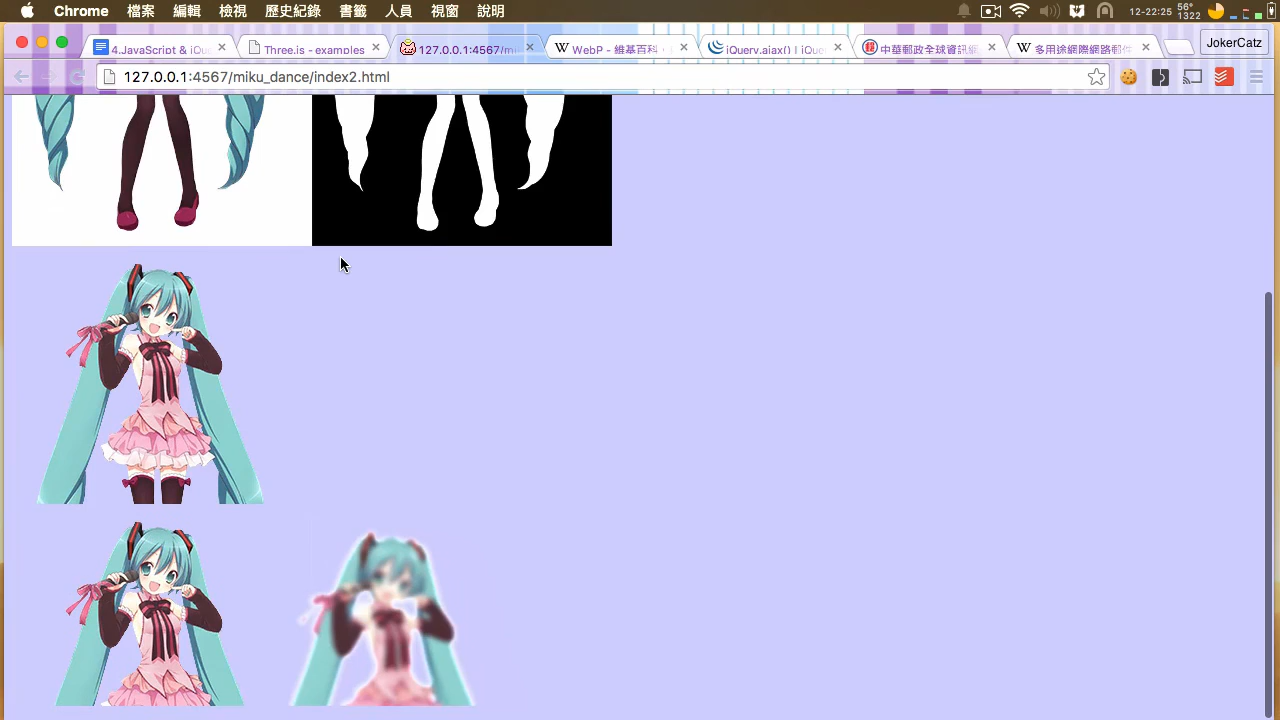 Chrome 檔案 編輯 檢視 歷史紀錄 書籤 人員 視窗 說明 56° 1322 12-22:25
4.JavaScript & jQu
Three.js - examples
127.0.0.1:4567/mi
WebP - 維基百科，
jQuery.ajax() | jQue
中華郵政全球資訊網
多用途網際網路郵件
JokerCatz
127.0.0.1:4567/miku_dance/index2.html